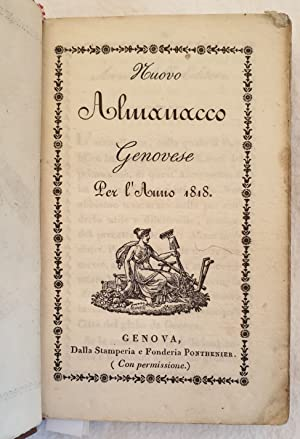 Nuovo
Almanacco
Genovese
Per l'Anno 1818.
GENOVA,
Dalla Stamperia e Fonderia PONTHENIER.
( Con permissione. )